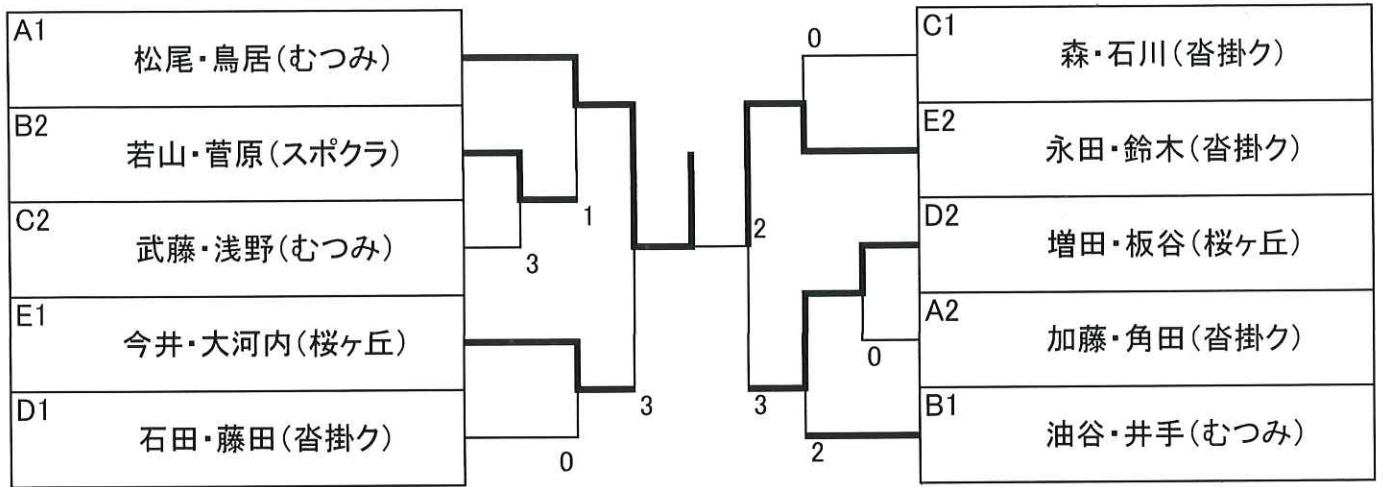 A1
松尾・鳥居(むつみ)
B2
若山・菅原(スポクラ)
C2
武藤・浅野(むつみ)
E1
今井・大河内(桜ヶ丘)
D1
石田・藤田(沓掛ク)
1
3
3
0
0
2
0
3
2
C1
森・石川(沓掛ク)
E2
永田・鈴木(沓掛ク)
D2
増田・板谷(桜ヶ丘)
A2
加藤・角田(沓掛ク)
B1
油谷・井手(むつみ)